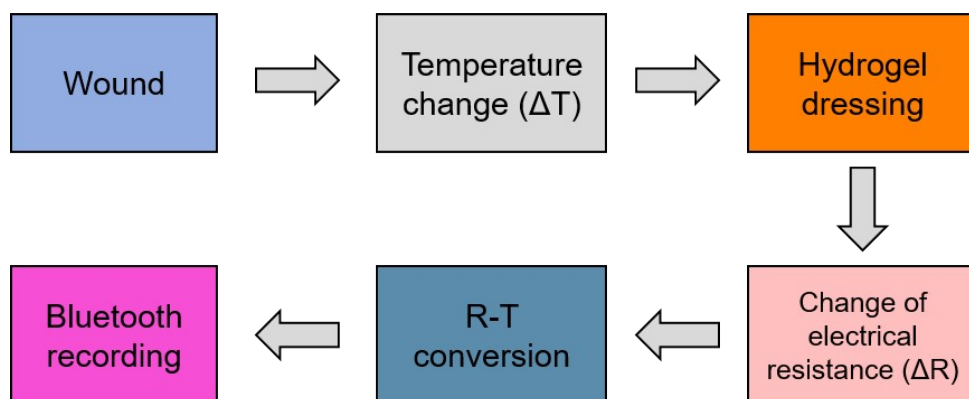 Wound
Temperature
change (ΔT)
Hydrogel
dressing
Change of
electrical
resistance (ΔR)
R-T
conversion
Bluetooth
recording